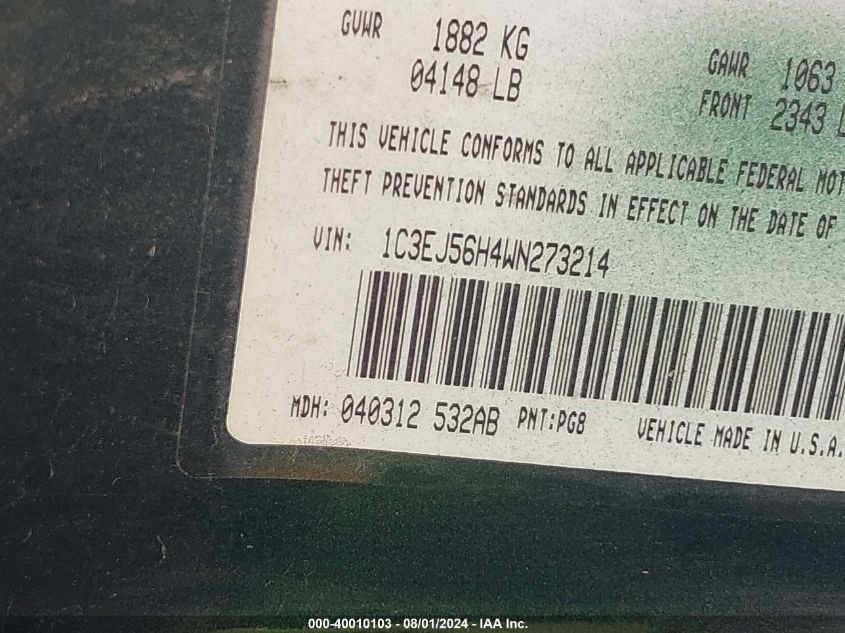 GVWR 1882 KG
04148 LB
GAWR 1063
FRONT 2343
THIS VEHICLE CONFORMS TO ALL APPLICABLE FEDERAL MOT
THEFT PREVENTION STANDARDS IN EFFECT ON THE DATE OF
VIN: 1C3EJ56H4WN273214
MDH: 040312 532AB PNT:PG8 VEHICLE MADE IN U.S.A.
000-40010103 - 08/01/2024 - IAA Inc.